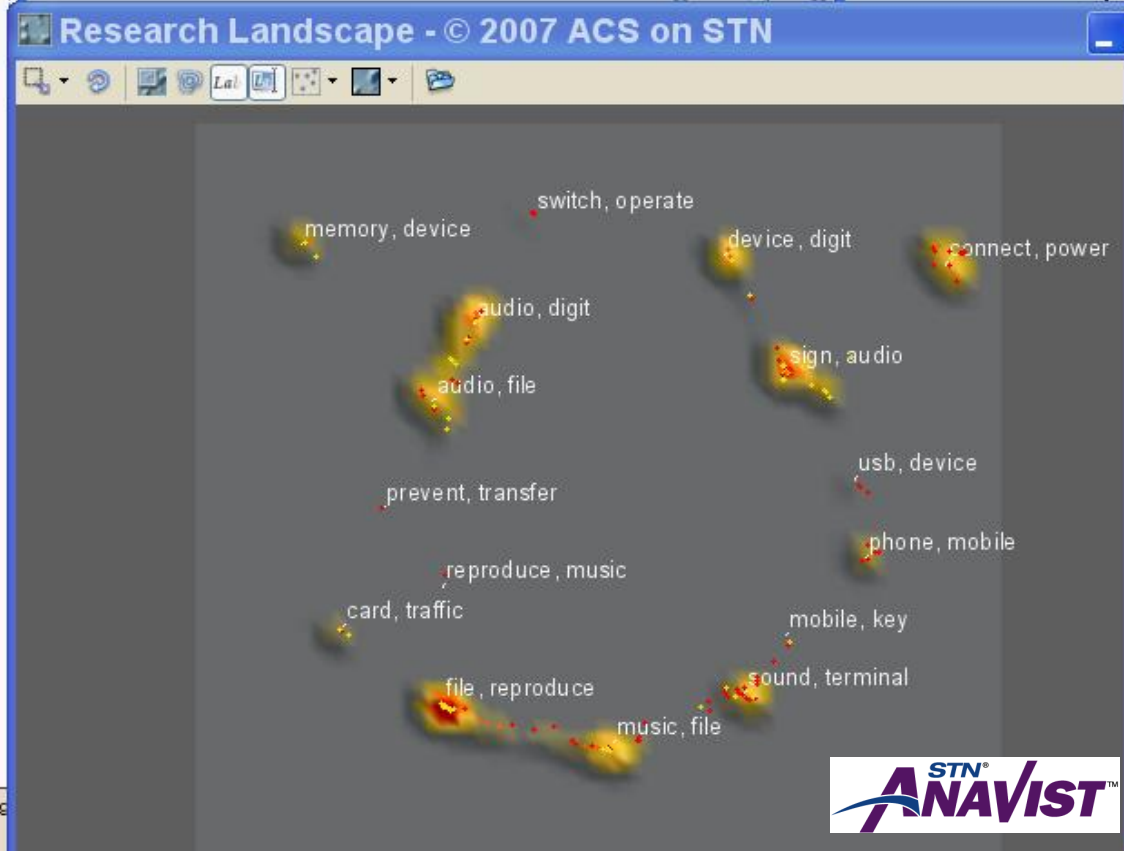 Research Landscape - © 2007 ACS on STN
Lab
switch, operate
memory, device
device, digit
connect, power
audio, digit
sign, audio
audio, file
usb, device
prevent, transfer
phone, mobile
reproduce, music
card, traffic
mobile, key
sound, terminal
file, reproduce
music, file
STN®
ANAVIST™